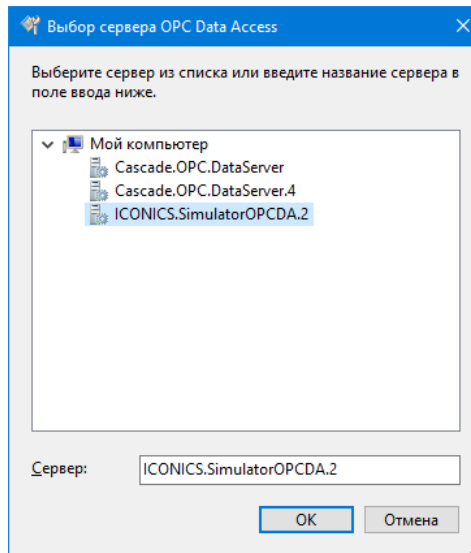 Выбор сервера OPC Data Access
Выберите сервер из списка или введите название сервера в
поле ввода ниже.
Мой компьютер
Cascade.OPC.DataServer
Cascade.OPC.DataServer.4
ICONICS.SimulatorOPCDA.2
Сервер: ICONICS.SimulatorOPCDA.2
OK Отмена